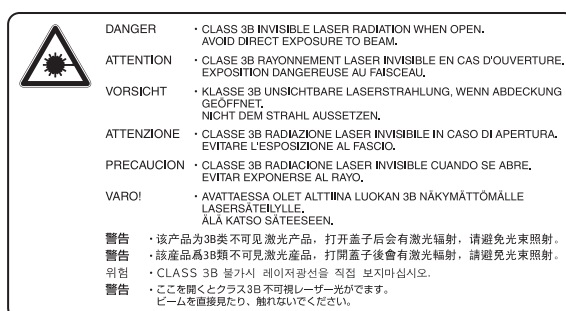 DANGER ・CLASS 3B INVISIBLE LASER RADIATION WHEN OPEN.
AVOID DIRECT EXPOSURE TO BEAM.
ATTENTION ・CLASE 3B RAYONNEMENT LASER INVISIBLE EN CAS D'OUVERTURE.
EXPOSITION DANGEREUSE AU FAISCEAU.
VORSICHT ・KLASSE 3B UNSICHTBARE LASERSTRAHLUNG, WENN ABDECKUNG
GEÖFFNET.
NICHT DEM STRAHL AUSSETZEN.
ATTENZIONE ・CLASSE 3B RADIAZIONE LASER INVISIBILE IN CASO DI APERTURA.
EVITARE L'ESPOSIZIONE AL FASCIO.
PRECAUCION ・CLASSE 3B RADIACIONE LASER INVISIBLE CUANDO SE ABRE.
EVITAR EXPONERSE AL RAYO.
VARO! ・AVATTAESSA OLET ALTTIINA LUOKAN 3B NÄKYMÄTTÖMÄLLE
LASERSÄTEILYLLE.
ÄLÄ KATSO SÄTEESEEN.
警告 ・该产品为3B类不可见激光产品，打开盖子后会有激光辐射，请避免光束照射。
警告 ・該産品爲3B類不可見激光産品，打開蓋子後會有激光輻射，請避免光束照射。
위험 ・CLASS 3B 불가시 레이저광선을 직접 보지마십시오.
警告 ・ここを開くとクラス3B不可視レーザー光がでます。
ビームを直接見たり、触れないでください。